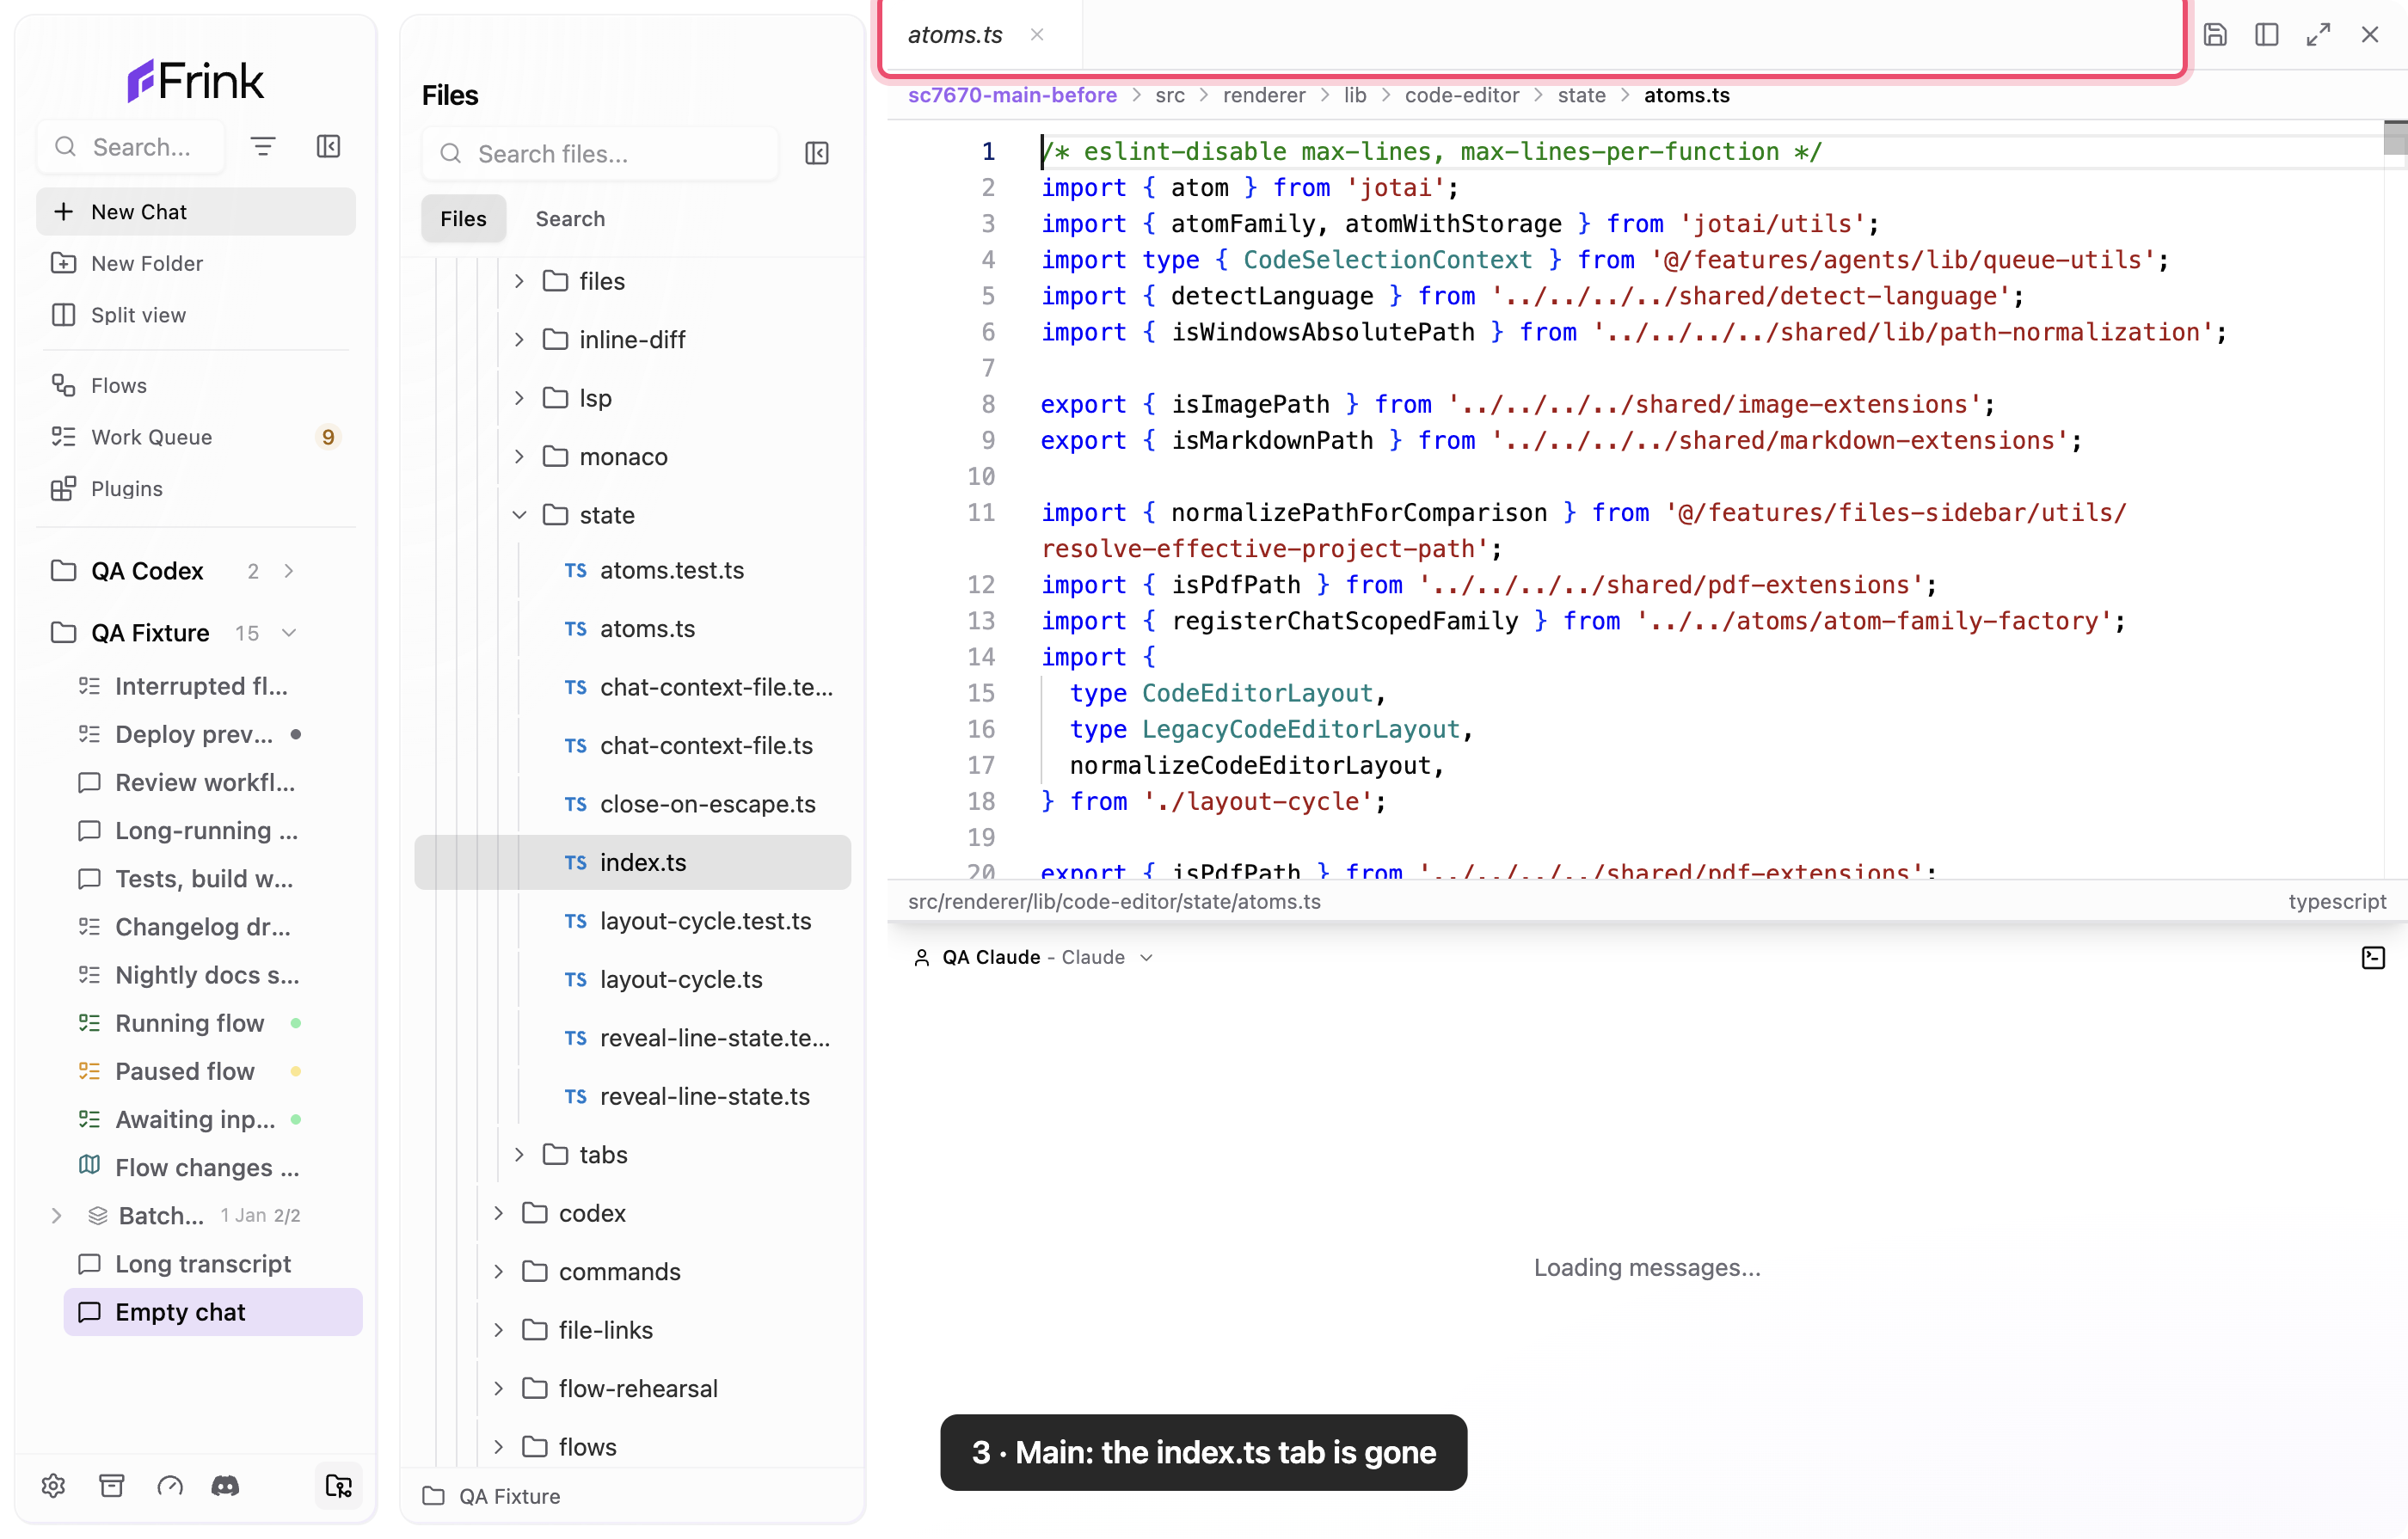 Frink
Search...
New Chat
New Folder
Split view
Flows
Work Queue 9
Plugins
QA Codex 2
QA Fixture 15
Interrupted fl...
Deploy prev...
Review workfl...
Long-running ...
Tests, build w...
Changelog dr...
Nightly docs s...
Running flow
Paused flow
Awaiting inp...
Flow changes ...
Batch... 1 Jan 2/2
Long transcript
Empty chat
Files
Search files...
Files Search
files
inline-diff
lsp
monaco
state
TS atoms.test.ts
TS atoms.ts
TS chat-context-file.te...
TS chat-context-file.ts
TS close-on-escape.ts
TS index.ts
TS layout-cycle.test.ts
TS layout-cycle.ts
TS reveal-line-state.te...
TS reveal-line-state.ts
tabs
codex
commands
file-links
flow-rehearsal
flows
QA Fixture
atoms.ts
sc7670-main-before > src > renderer > lib > code-editor > state > atoms.ts
1 /* eslint-disable max-lines, max-lines-per-function */
2 import { atom } from 'jotai';
3 import { atomFamily, atomWithStorage } from 'jotai/utils';
4 import type { CodeSelectionContext } from '@/features/agents/lib/queue-utils';
5 import { detectLanguage } from '../../../../shared/detect-language';
6 import { isWindowsAbsolutePath } from '../../../../shared/lib/path-normalization';
7
8 export { isImagePath } from '../../../../shared/image-extensions';
9 export { isMarkdownPath } from '../../../../shared/markdown-extensions';
10
11 import { normalizePathForComparison } from '@/features/files-sidebar/utils/
resolve-effective-project-path';
12 import { isPdfPath } from '../../../../shared/pdf-extensions';
13 import { registerChatScopedFamily } from '../../atoms/atom-family-factory';
14 import {
15 type CodeEditorLayout,
16 type LegacyCodeEditorLayout,
17 normalizeCodeEditorLayout,
18 } from './layout-cycle';
19
20 export { isPdfPath } from '../../../../shared/pdf-extensions';
src/renderer/lib/code-editor/state/atoms.ts typescript
QA Claude - Claude
Loading messages...
3 · Main: the index.ts tab is gone